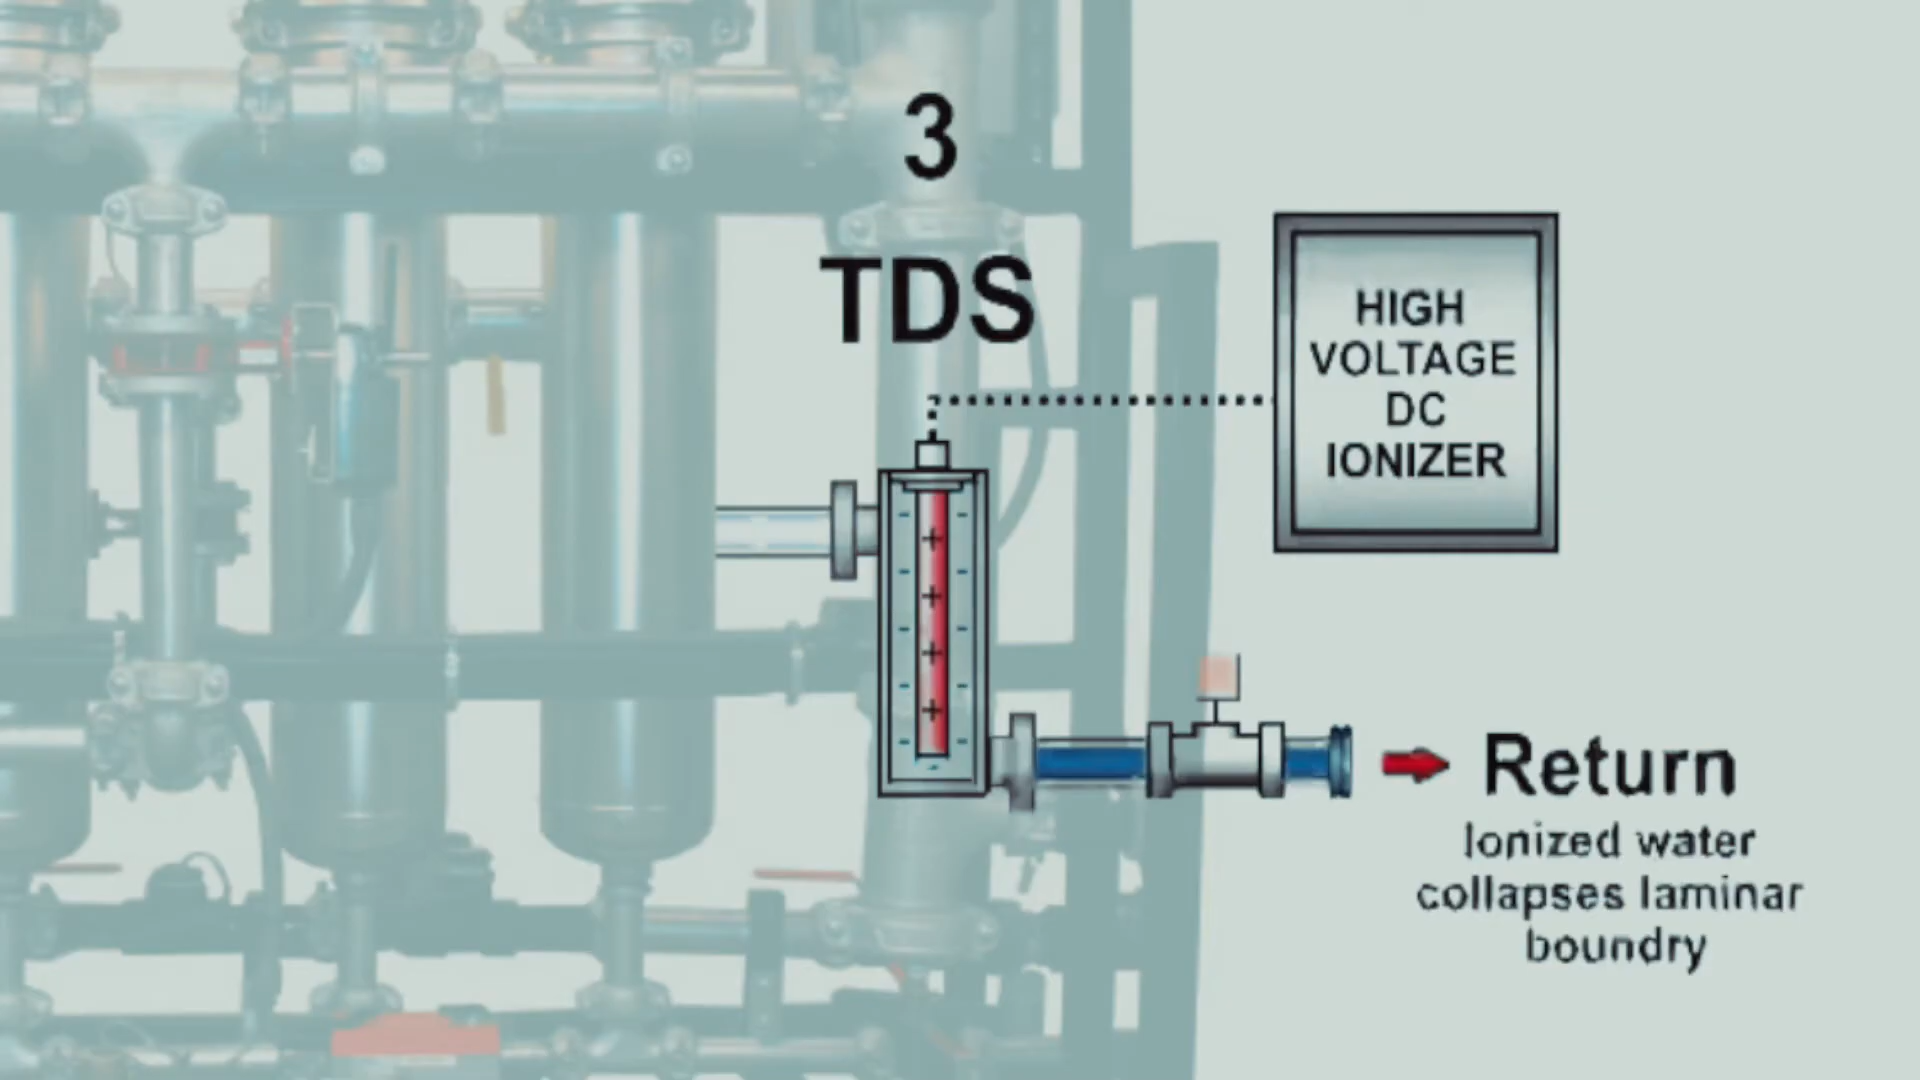 3
TDS
HIGH
VOLTAGE
DC
IONIZER
Return
Ionized water
collapses laminar
boundry